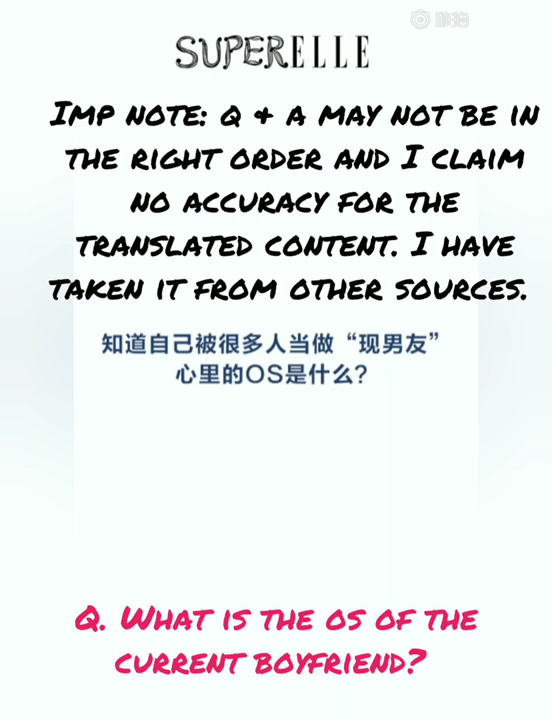 SUPERELLE
IMP NOTE: Q & A MAY NOT BE IN
THE RIGHT ORDER AND I CLAIM
NO ACCURACY FOR THE
TRANSLATED CONTENT. I HAVE
TAKEN IT FROM OTHER SOURCES.
知道自己被很多人当做“现男友”
心里的OS是什么?
Q. WHAT IS THE OS OF THE
CURRENT BOYFRIEND?